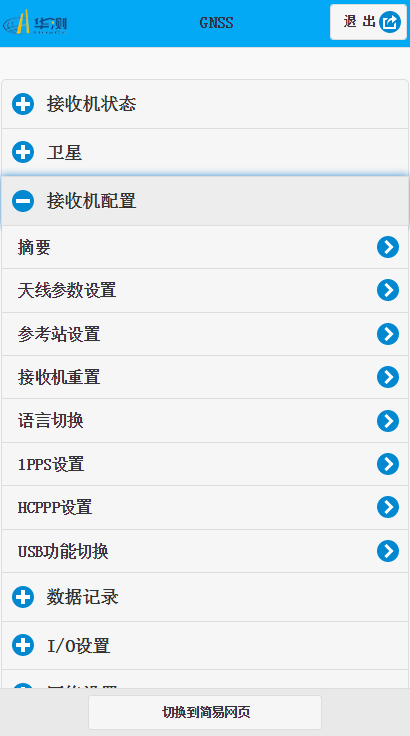 华测
GNSS
退 出
接收机状态
卫星
接收机配置
摘要
天线参数设置
参考站设置
接收机重置
语言切换
1PPS设置
HCPPP设置
USB功能切换
数据记录
I/O设置
切换到简易网页